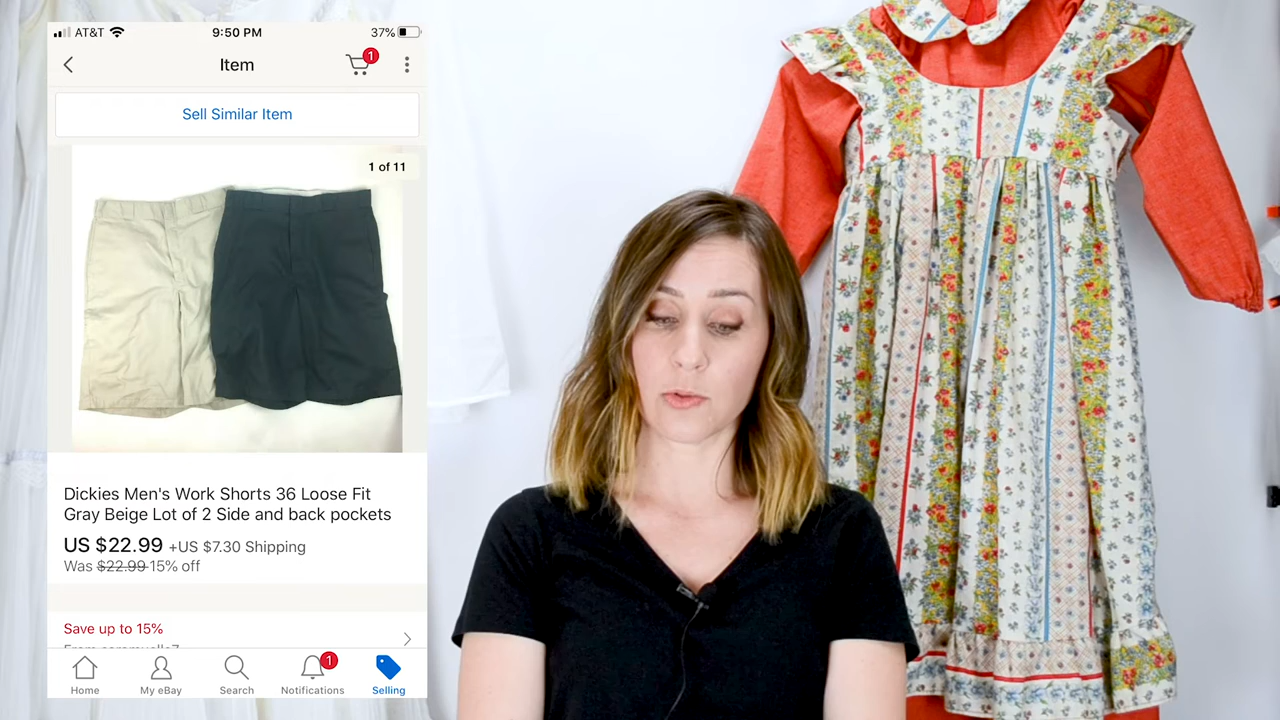 AT&T 9:50 PM 37%
Item
1
Sell Similar Item
1 of 11
Dickies Men's Work Shorts 36 Loose Fit
Gray Beige Lot of 2 Side and back pockets
US $22.99 +US $7.30 Shipping
Was $22.99 15% off
Save up to 15%
1
Home My eBay Search Notifications Selling